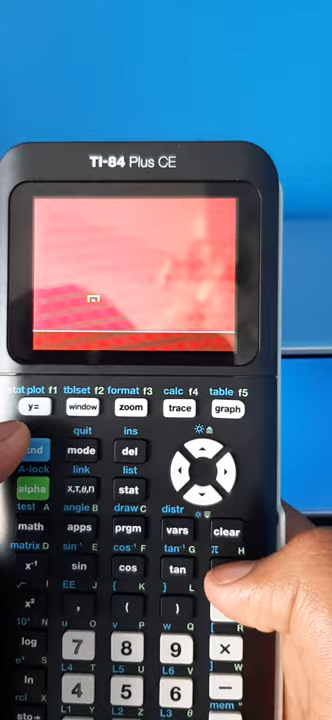 TI-84 Plus CE
stat plot f1 tblset f2 format f3 calc f4 table f5
y= window zoom trace graph
quit ins
nd mode del
A-lock link list
alpha X,T,θ,n stat
test A angle B draw C distr
math apps prgm vars clear
matrix D sin⁻¹ E cos⁻¹ F tan⁻¹ G π H
x⁻¹ sin cos tan
√ I EE J { K } L
x² , ( )
10ˣ N u O v P w Q R
log 7 8 9 ×
eˣ S L4 T L5 U L6 V ] W
ln 4 5 6 −
rcl X L1 Y L2 Z L3 θ mem "
sto→